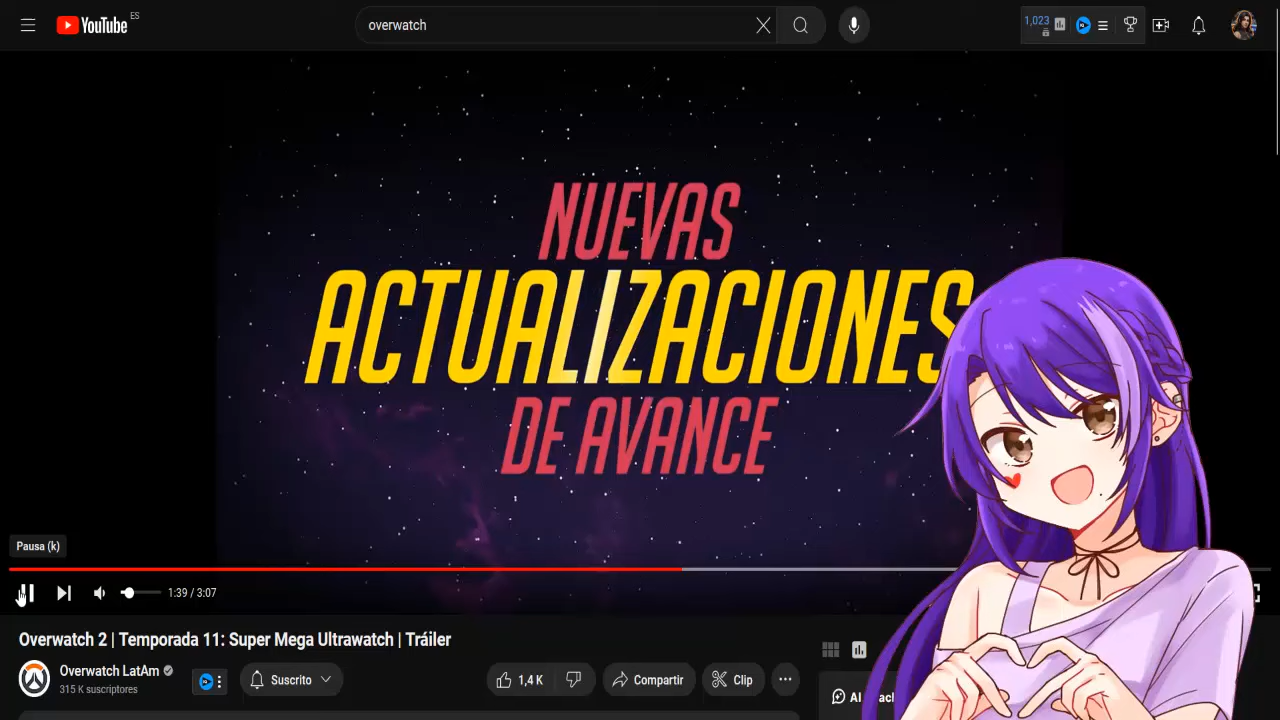 YouTube ES
overwatch
1,023
NUEVAS
ACTUALIZACIONES
DE AVANCE
Pausa (k)
1:39 / 3:07
Overwatch 2 | Temporada 11: Super Mega Ultrawatch | Tráiler
Overwatch LatAm
315 K suscriptores
Suscrito
1,4 K
Compartir
Clip
AI